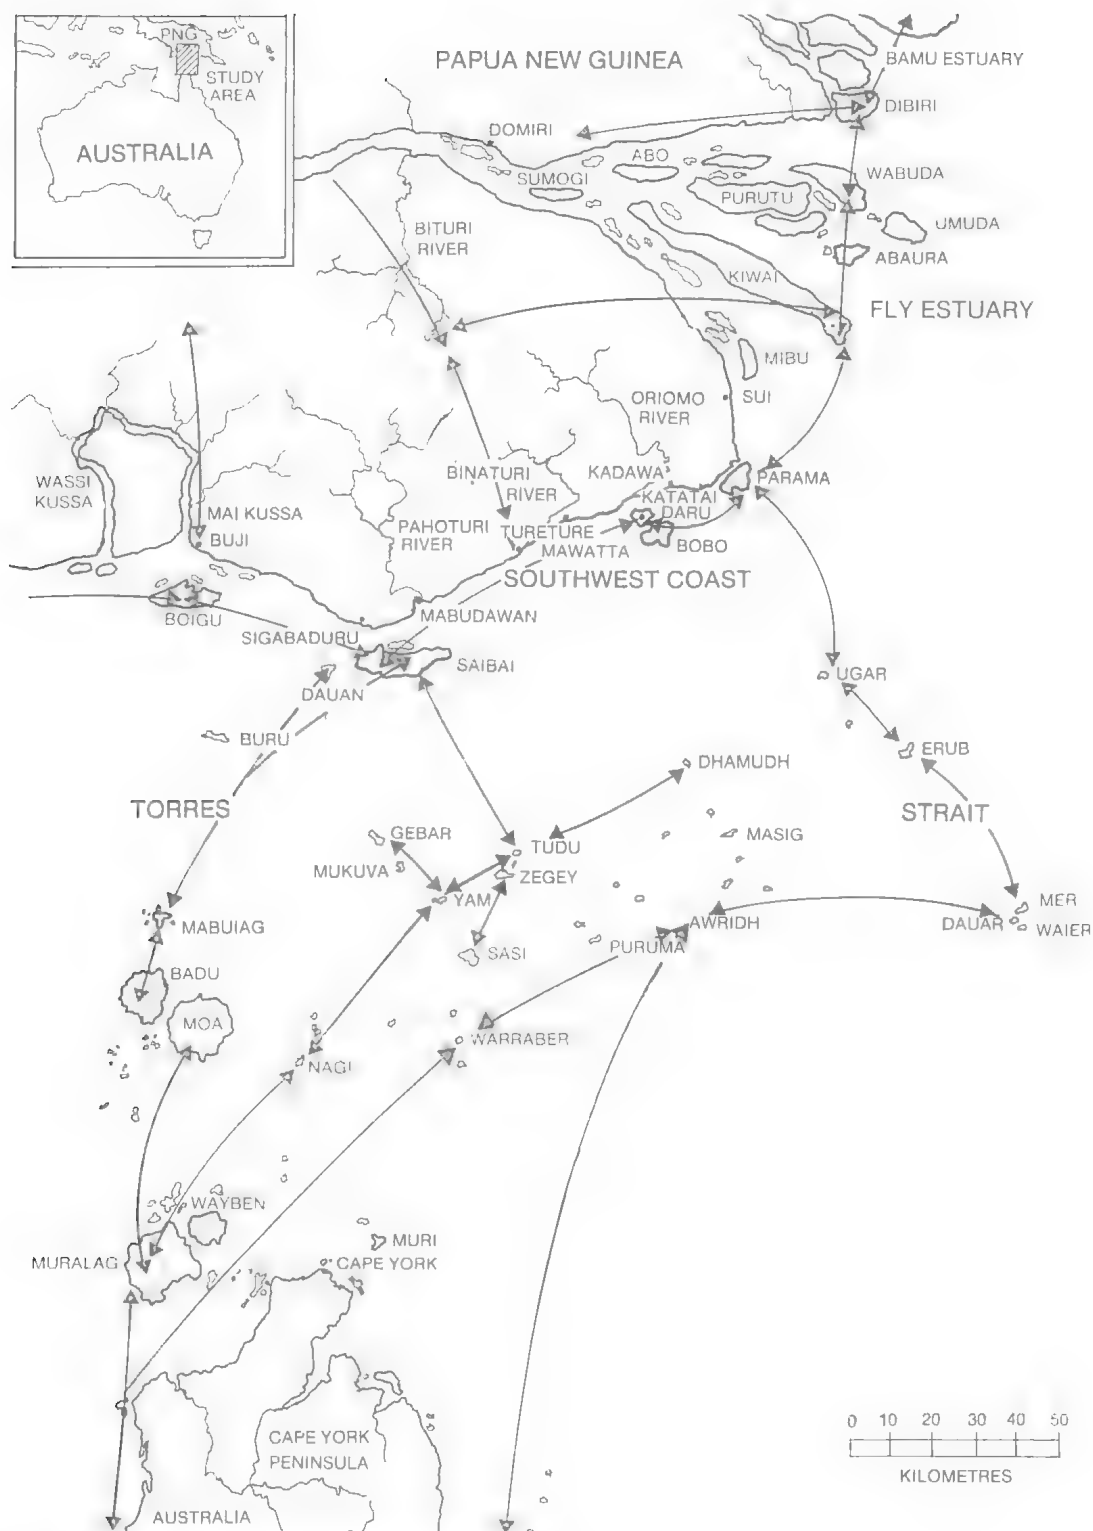 PNG
STUDY
AREA
AUSTRALIA
PAPUA NEW GUINEA
BAMU ESTUARY
DIBIRI
DOMIRI
ABO
SUMOGI
WABUDA
PURUTU
UMUDA
ABAURA
BITURI
RIVER
KIWAI
FLY ESTUARY
MIBU
SUI
ORIOMO
RIVER
WASSI
KUSSA
BINATURI
RIVER
KADAWA
PARAMA
KATATAI
DARU
MAI KUSSA
BUJI
PAHOTURI
RIVER
TURETURE
MAWATTA
BOBO
SOUTHWEST COAST
BOIGU
MABUDAWAN
SIGABADURU
SAIBAI
DAUAN
UGAR
BURU
ERUB
DHAMUDH
TORRES
STRAIT
GEBAR
MUKUVA
TUDU
ZEGEY
MASIG
YAM
MER
MABUIAG
AWRIDH
DAUAR
WAIER
PURUMA
SASI
BADU
MOA
WARRABER
NAGI
WAYBEN
MURI
MURALAG
CAPE YORK
0 10 20 30 40 50
KILOMETRES
CAPE YORK
PENINSULA
AUSTRALIA